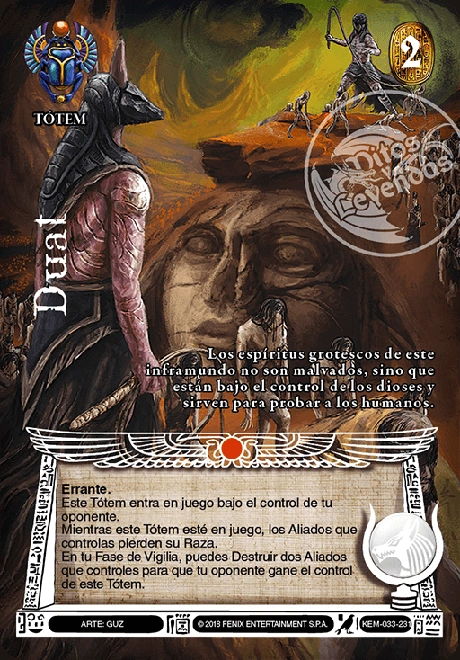 2
TÓTEM
Mitos
y
Leyendas
Duat
Los espíritus grotescos de este
inframundo no son malvados, sino que
están bajo el control de los dioses y
sirven para probar a los humanos.
Errante.
Este Tótem entra en juego bajo el control de tu
oponente.
Mientras este Tótem esté en juego, los Aliados que
controlas pierden su Raza.
En tu Fase de Vigilia, puedes Destruir dos Aliados
que controles para que tu oponente gane el control
de este Tótem.
ARTE: GUZ
© 2018 FENIX ENTERTAINMENT S.P.A.
KEM-033-23